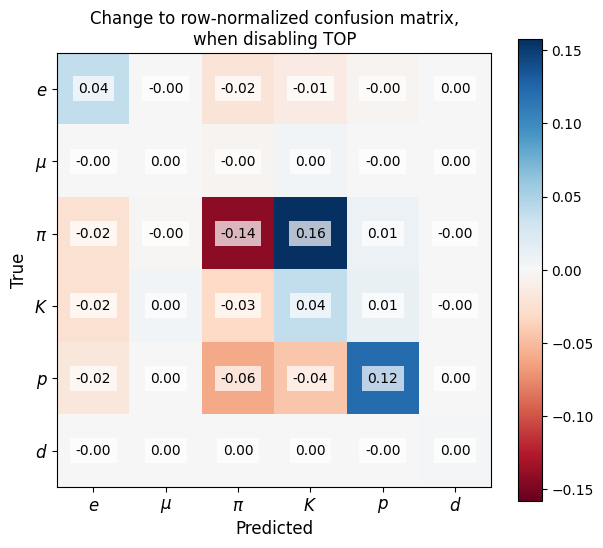 Change to row-normalized confusion matrix,
when disabling TOP
e 0.04 -0.00 -0.02 -0.01 -0.00 0.00
μ -0.00 0.00 -0.00 0.00 -0.00 0.00
π -0.02 -0.00 -0.14 0.16 0.01 -0.00
K -0.02 0.00 -0.03 0.04 0.01 -0.00
p -0.02 0.00 -0.06 -0.04 0.12 0.00
d -0.00 0.00 0.00 0.00 -0.00 0.00
e μ π K p d
True
Predicted
0.15
0.10
0.05
0.00
−0.05
−0.10
−0.15